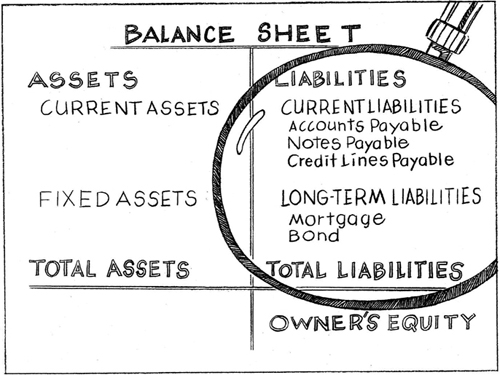 BALANCE SHEET
ASSETS
CURRENT ASSETS
FIXED ASSETS
TOTAL ASSETS
LIABILITIES
CURRENT LIABILITIES
Accounts Payable
Notes Payable
Credit Lines Payable
LONG-TERM LIABILITIES
Mortgage
Bond
TOTAL LIABILITIES
OWNER'S EQUITY